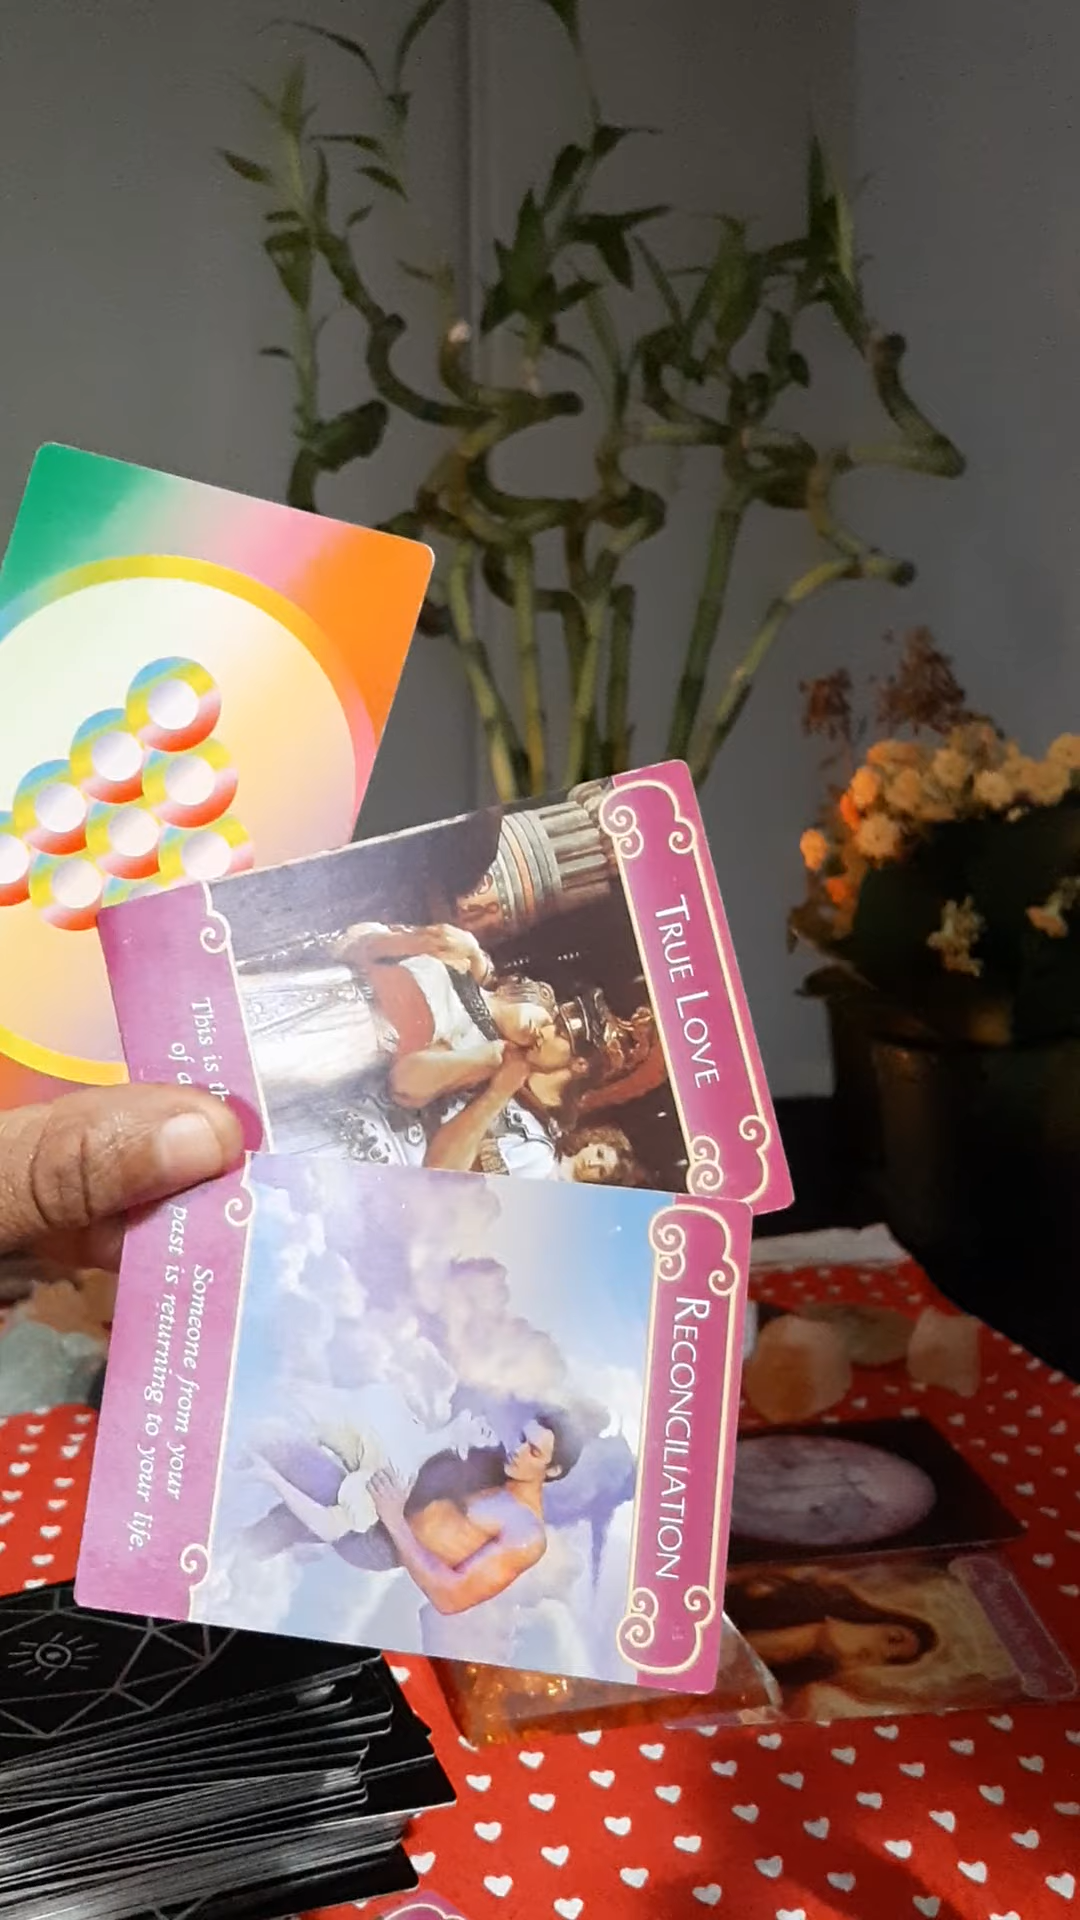 TRUE LOVE
This is th
of a
RECONCILIATION
Someone from your
past is returning to your life.